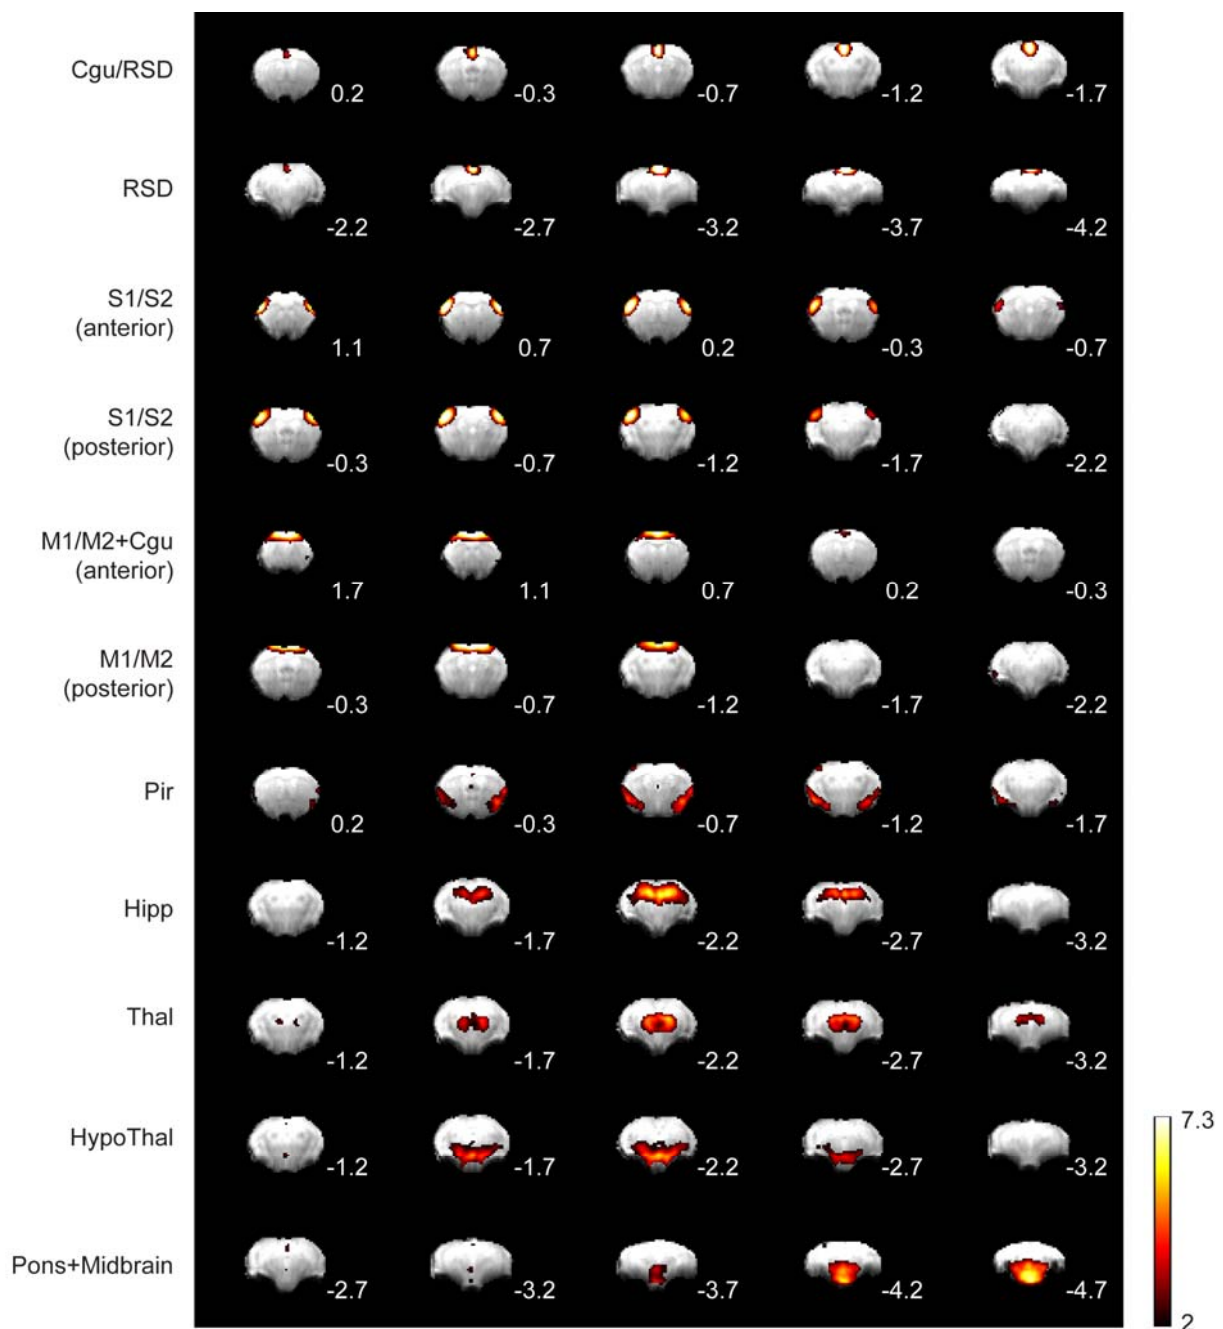 Cgu/RSD
0.2 -0.3 -0.7 -1.2 -1.7
RSD
-2.2 -2.7 -3.2 -3.7 -4.2
S1/S2
(anterior)
1.1 0.7 0.2 -0.3 -0.7
S1/S2
(posterior)
-0.3 -0.7 -1.2 -1.7 -2.2
M1/M2+Cgu
(anterior)
1.7 1.1 0.7 0.2 -0.3
M1/M2
(posterior)
-0.3 -0.7 -1.2 -1.7 -2.2
Pir
0.2 -0.3 -0.7 -1.2 -1.7
Hipp
-1.2 -1.7 -2.2 -2.7 -3.2
Thal
-1.2 -1.7 -2.2 -2.7 -3.2
HypoThal
-1.2 -1.7 -2.2 -2.7 -3.2
Pons+Midbrain
-2.7 -3.2 -3.7 -4.2 -4.7
7.3
2